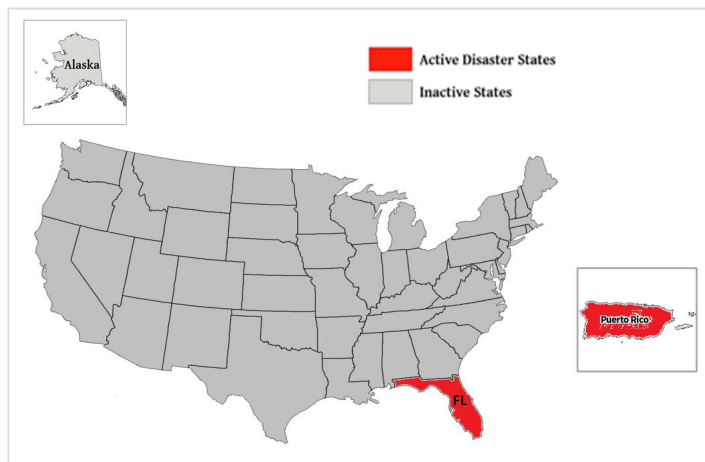 Alaska
Active Disaster States
Inactive States
Puerto Rico
FL